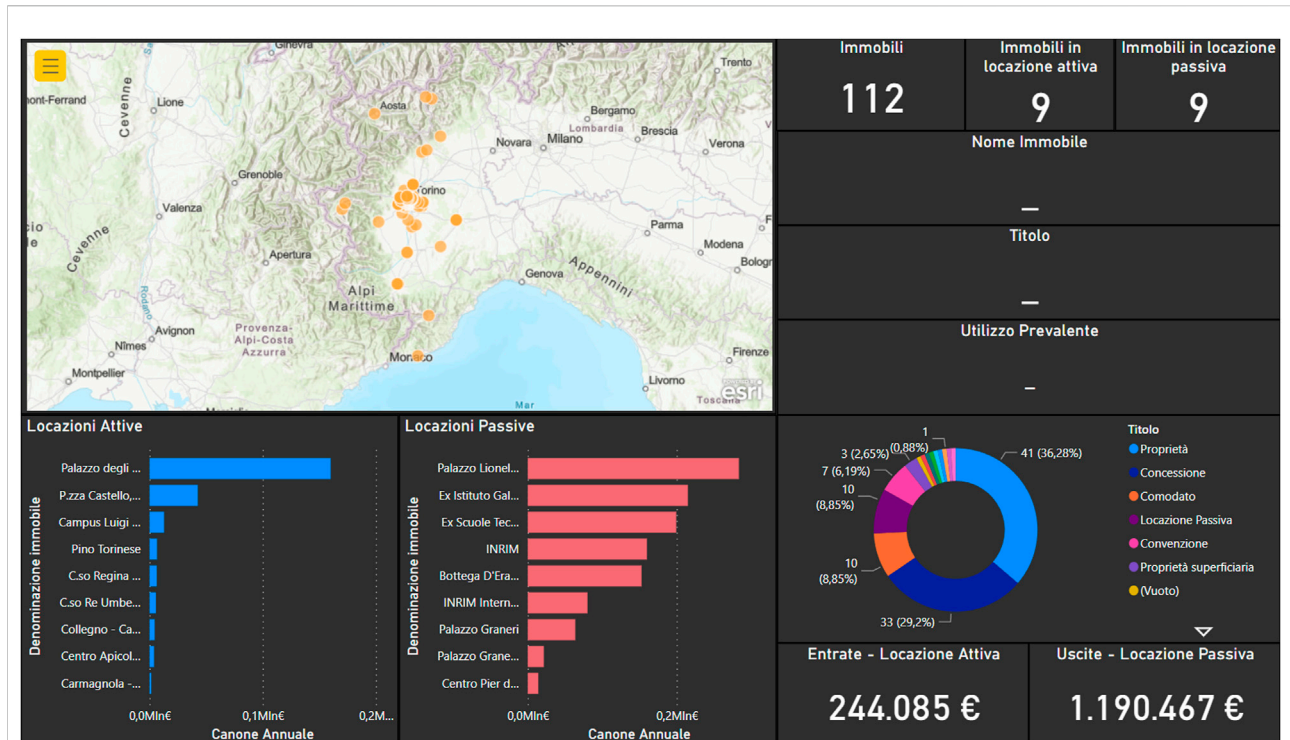 Ginevra
Trento
Aosta
ont-Ferrand
Lione
Cevenne
Bergamo
Lombardia
Brescia
Novara
Milano
Verona
Grenoble
Torino
Valenza
Parma
Modena
Cevenne
Apertura
Genova
Appennini
Bologn
Alpi
Marittime
Rodano
Avignon
Provenza-
Alpi-Costa
Azzurra
Nîmes
Monaco
Firenze
Montpellier
Livorno
esri
Mar
Immobili
112
Immobili in
locazione attiva
9
Immobili in locazione
passiva
9
Nome Immobile
–
Titolo
–
Utilizzo Prevalente
–
Locazioni Attive
Denominazione immobile
Palazzo degli ...
P.zza Castello,...
Campus Luigi ...
Pino Torinese
C.so Regina ...
C.so Re Umbe...
Collegno - Ca...
Centro Apicol...
Carmagnola -...
0,0Mln€
0,1Mln€
0,2M...
Canone Annuale
Locazioni Passive
Denominazione immobile
Palazzo Lionel...
Ex Istituto Gal...
Ex Scuole Tec...
INRIM
Bottega D'Era...
INRIM Intern...
Palazzo Graneri
Palazzo Grane...
Centro Pier d...
0,0Mln€
0,2Mln€
Canone Annuale
1
(0,88%)
3 (2,65%)
7 (6,19%)
10
(8,85%)
10
(8,85%)
33 (29,2%)
41 (36,28%)
Titolo
Proprietà
Concessione
Comodato
Locazione Passiva
Convenzione
Proprietà superficiaria
(Vuoto)
Entrate - Locazione Attiva
244.085 €
Uscite - Locazione Passiva
1.190.467 €